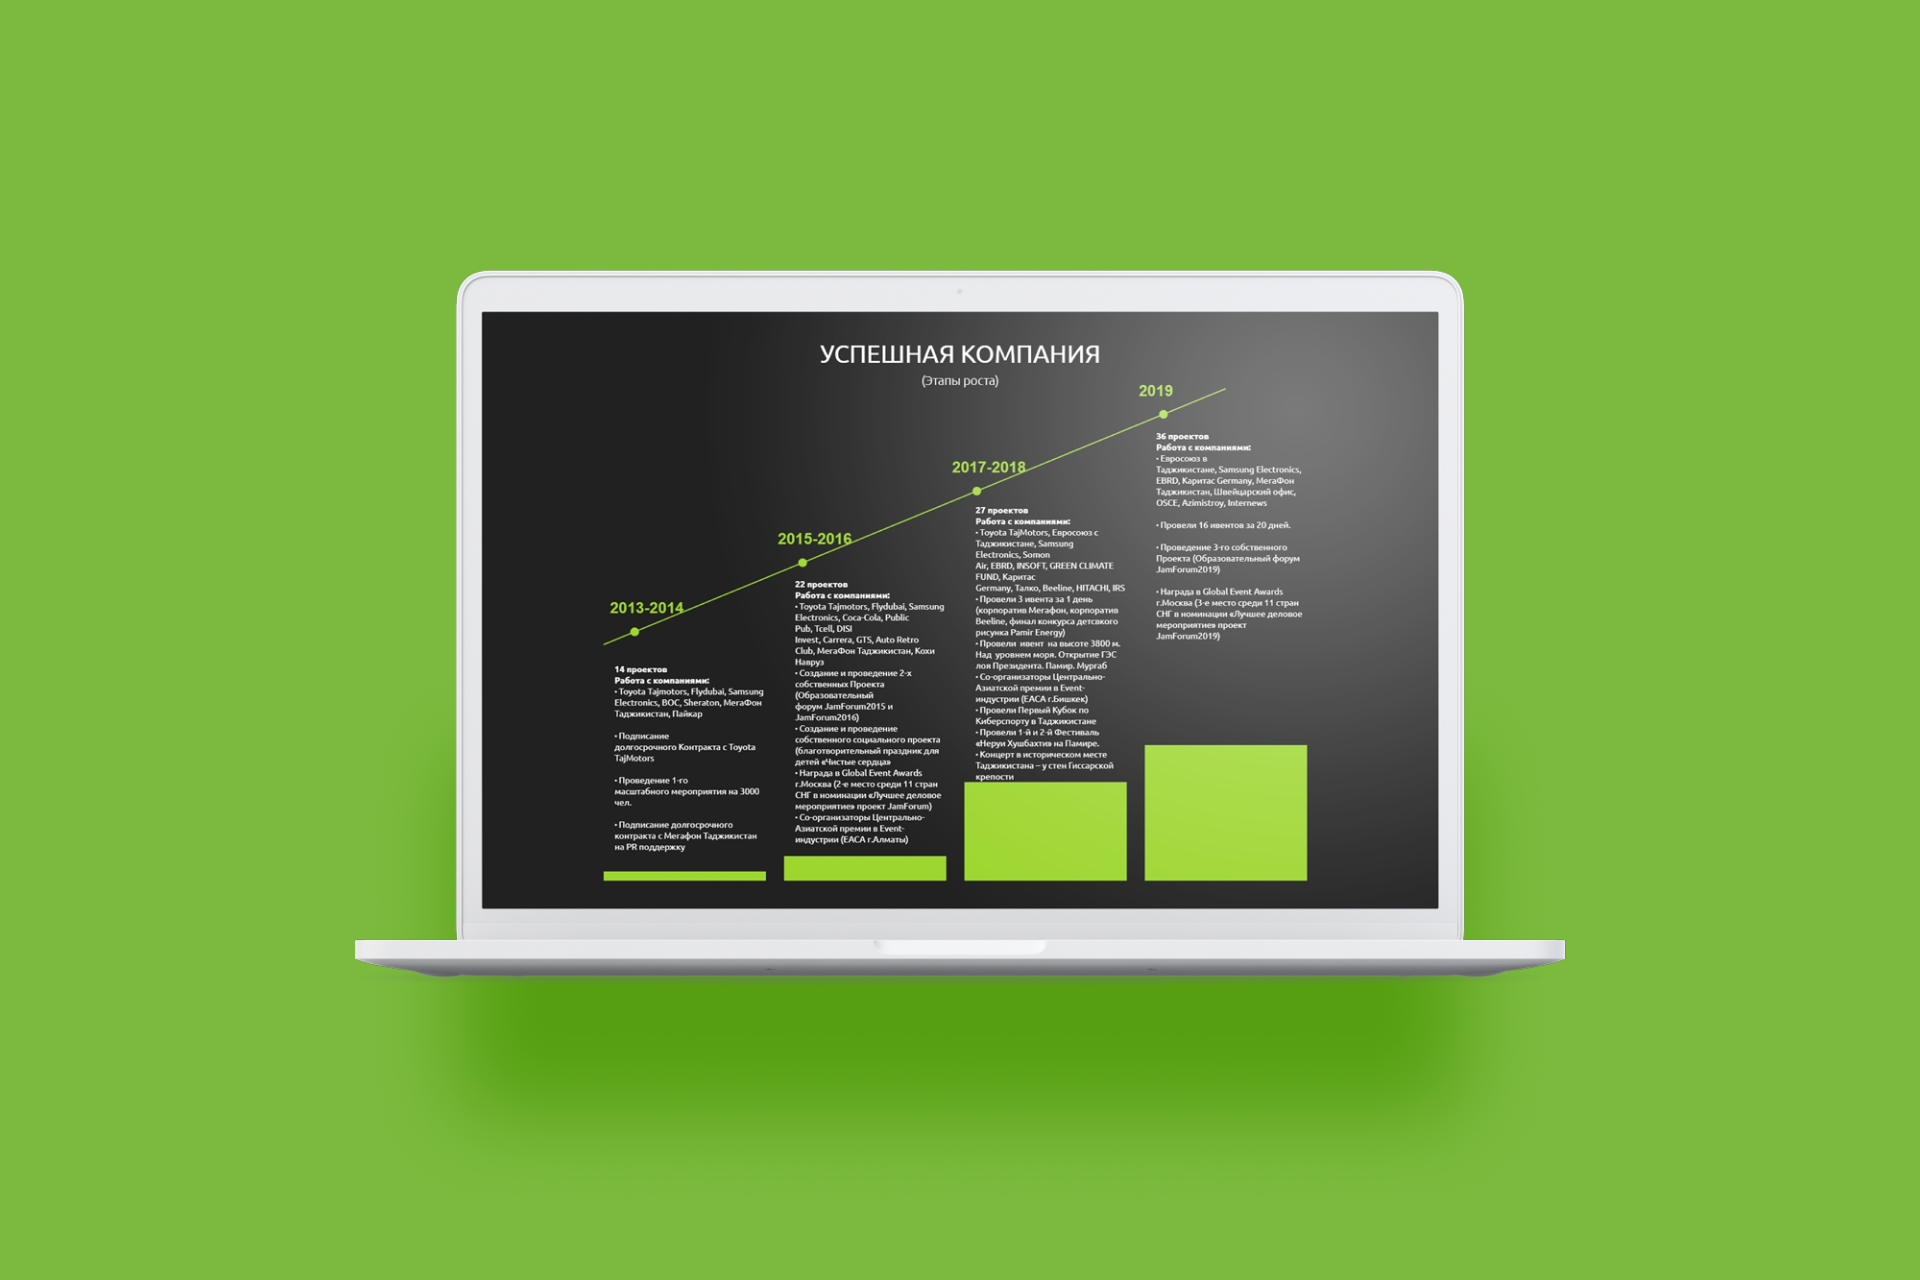 УСПЕШНАЯ КОМПАНИЯ
(Этапы роста)
2013-2014
14 проектов
Работа с компаниями:
• Toyota Tajmotors, Flydubai, Samsung
Electronics, BOC, Sheraton, МегаФон
Таджикистан, Пайкар
• Подписание
долгосрочного Контракта с Toyota
TajMotors
• Проведение 1-го
масштабного мероприятия на 3000
чел.
• Подписание долгосрочного
контракта с Мегафон Таджикистан
на PR поддержку
2015-2016
22 проектов
Работа с компаниями:
• Toyota Tajmotors, Flydubai, Samsung
Electronics, Coca-Cola, Public
Pub, Tcell, DISI
Invest, Carrera, GTS, Auto Retro
Club, МегаФон Таджикистан, Кохи
Навруз
• Создание и проведение 2-х
собственных Проекта
(Образовательный
форум JamForum2015 и
JamForum2016)
• Создание и проведение
собственного социального проекта
(благотворительный праздник для
детей «Чистые сердца»
• Награда в Global Event Awards
г.Москва (2-е место среди 11 стран
СНГ в номинации «Лучшее деловое
мероприятие» проект JamForum)
• Со-организаторы Центрально-
Азиатской премии в Event-
индустрии (EACA г.Алматы)
2017-2018
27 проектов
Работа с компаниями:
• Toyota TajMotors, Евросоюз с
Таджикистане, Samsung
Electronics, Somon
Air, EBRD, INSOFT, GREEN CLIMATE
FUND, Каритас
Germany, Талко, Beeline, HITACHI, IRS
• Провели 3 ивента за 1 день
(корпоратив Мегафон, корпоратив
Beeline, финал конкурса детсвкого
рисунка Pamir Energy)
• Провели ивент на высоте 3800 м.
Над уровнем моря. Открытие ГЭС
лоя Президента. Памир. Мургаб
• Со-организаторы Центрально-
Азиатской премии в Event-
индустрии (EACA г.Бишкек)
• Провели Первый Кубок по
Киберспорту в Таджикистане
• Провели 1-й и 2-й Фестиваль
«Неруи Хушбахти» на Памире.
• Концерт в историческом месте
Таджикистана – у стен Гиссарской
крепости
2019
36 проектов
Работа с компаниями:
• Евросоюз в
Таджикистане, Samsung Electronics,
EBRD, Каритас Germany, МегаФон
Таджикистан, Швейцарский офис,
OSCE, Azimistroy, Internews
• Провели 16 ивентов за 20 дней.
• Проведение 3-го собственного
Проекта (Образовательный форум
JamForum2019)
• Награда в Global Event Awards
г.Москва (3-е место среди 11 стран
СНГ в номинации «Лучшее деловое
мероприятие» проект
JamForum2019)